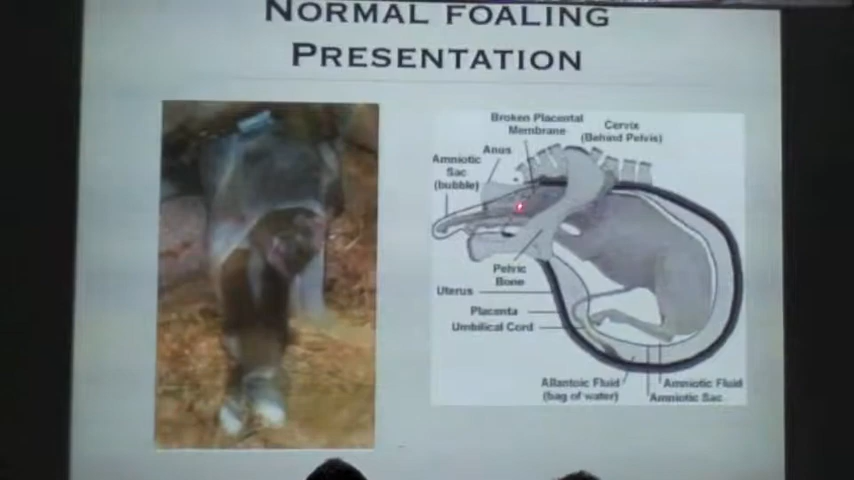 NORMAL FOALING
PRESENTATION
Broken Placental
Membrane
Cervix
(Behind Pelvis)
Anus
Amniotic
Sac
(bubble)
Pelvic
Bone
Uterus
Placenta
Umbilical Cord
Allantoic Fluid
(bag of water)
Amniotic Fluid
Amniotic Sac